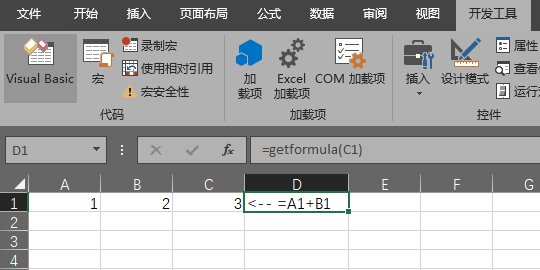 文件 开始 插入 页面布局 公式 数据 审阅 视图 开发工具
Visual Basic
宏
录制宏
使用相对引用
宏安全性
代码
加
载项
Excel
加载项
COM 加载项
加载项
插入
设计模式
属性
查看
运行
控件
D1
fx
=getformula(C1)
A B C D E F G
1 1 2 3 <-- =A1+B1
2
3
4
5